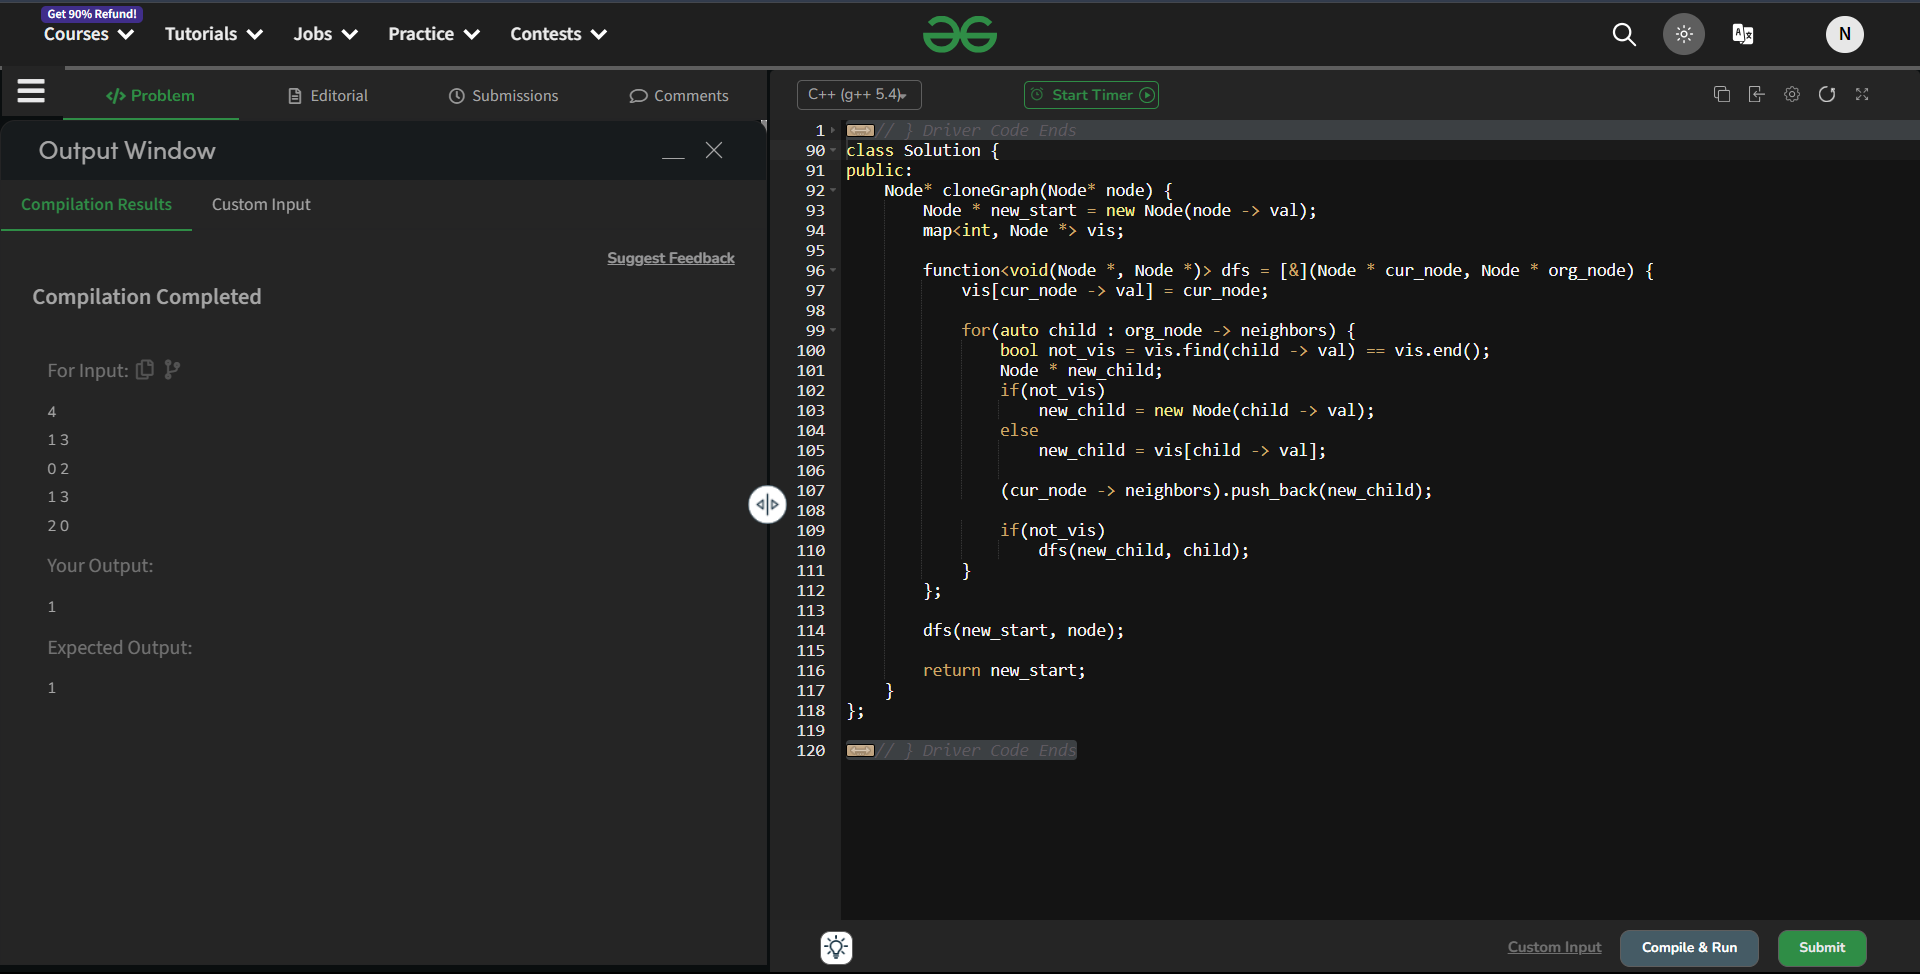 Get 90% Refund!
Courses Tutorials Jobs Practice Contests
N
</> Problem Editorial Submissions Comments
Output Window
Compilation Results Custom Input
Suggest Feedback
Compilation Completed
For Input:
4
1 3
0 2
1 3
2 0
Your Output:
1
Expected Output:
1
C++ (g++ 5.4) Start Timer
1 // } Driver Code Ends
90 class Solution {
91 public:
92     Node* cloneGraph(Node* node) {
93         Node * new_start = new Node(node -> val);
94         map<int, Node *> vis;
95
96         function<void(Node *, Node *)> dfs = [&](Node * cur_node, Node * org_node) {
97             vis[cur_node -> val] = cur_node;
98
99             for(auto child : org_node -> neighbors) {
100                 bool not_vis = vis.find(child -> val) == vis.end();
101                 Node * new_child;
102                 if(not_vis)
103                     new_child = new Node(child -> val);
104                 else
105                     new_child = vis[child -> val];
106
107                 (cur_node -> neighbors).push_back(new_child);
108
109                 if(not_vis)
110                     dfs(new_child, child);
111             }
112         };
113
114         dfs(new_start, node);
115
116         return new_start;
117     }
118 };
119
120 // } Driver Code Ends
Custom Input Compile & Run Submit